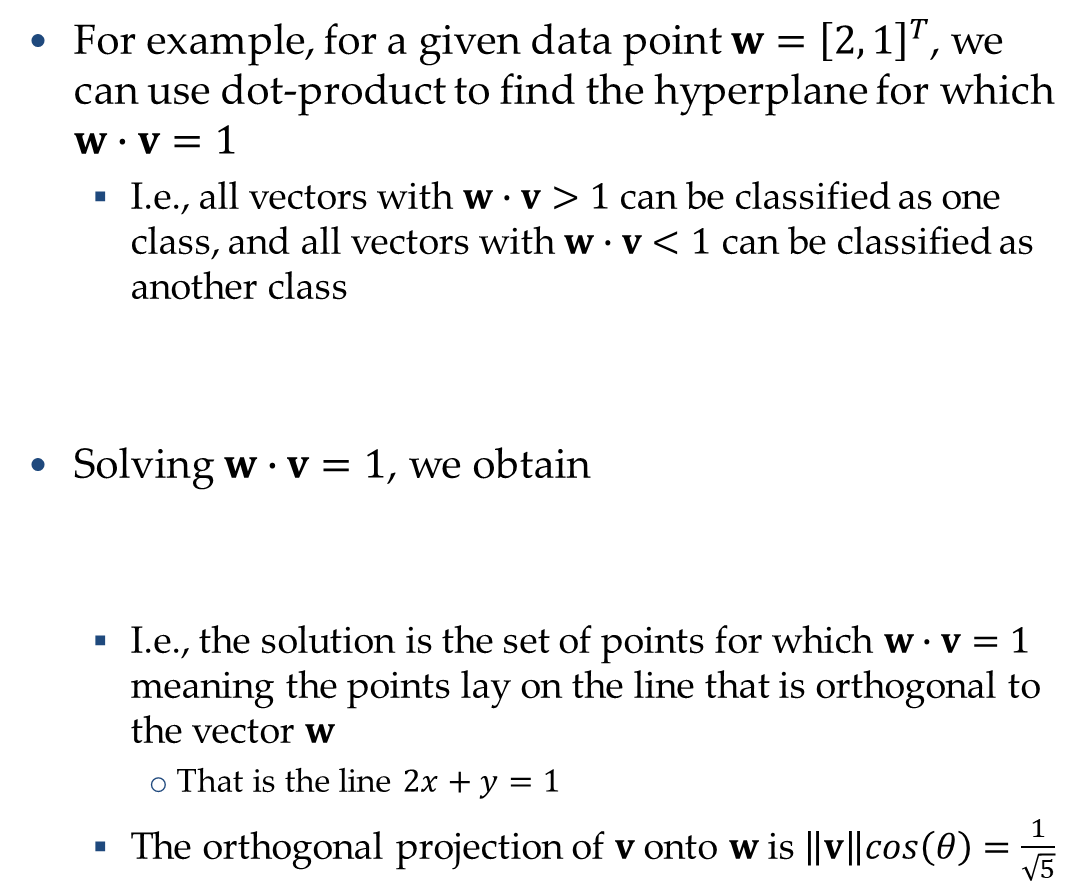 • For example, for a given data point w = [2, 1]ᵀ, we
can use dot-product to find the hyperplane for which
w · v = 1
▪ I.e., all vectors with w · v > 1 can be classified as one
class, and all vectors with w · v < 1 can be classified as
another class
• Solving w · v = 1, we obtain
▪ I.e., the solution is the set of points for which w · v = 1
meaning the points lay on the line that is orthogonal to
the vector w
○ That is the line 2x + y = 1
▪ The orthogonal projection of v onto w is ‖v‖cos(θ) = 1/√5